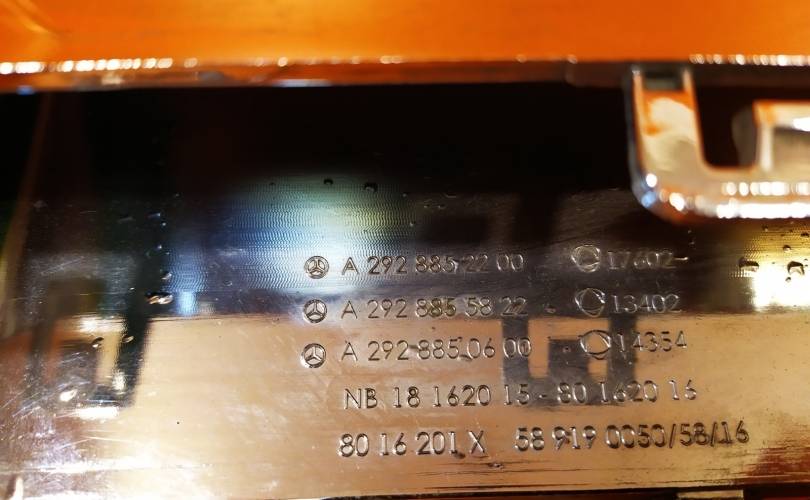 A 292 885 22 00 17602
A 292 885 58 22 13402
A 292 885 06 00 14354
NB 18 1620 15 - 80 1620 16
80 16 201 X 58 919 0050/58/16